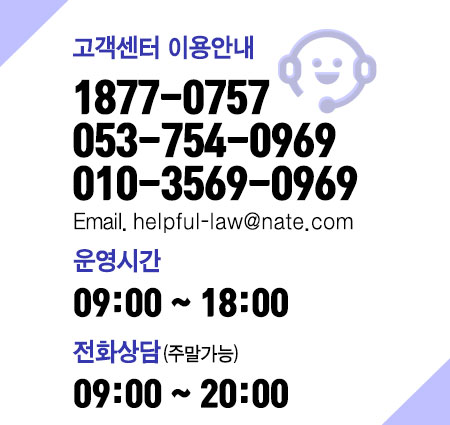 고객센터 이용안내
1877-0757
053-754-0969
010-3569-0969
Email. helpful-law@nate.com
운영시간
09:00 ~ 18:00
전화상담(주말가능)
09:00 ~ 20:00